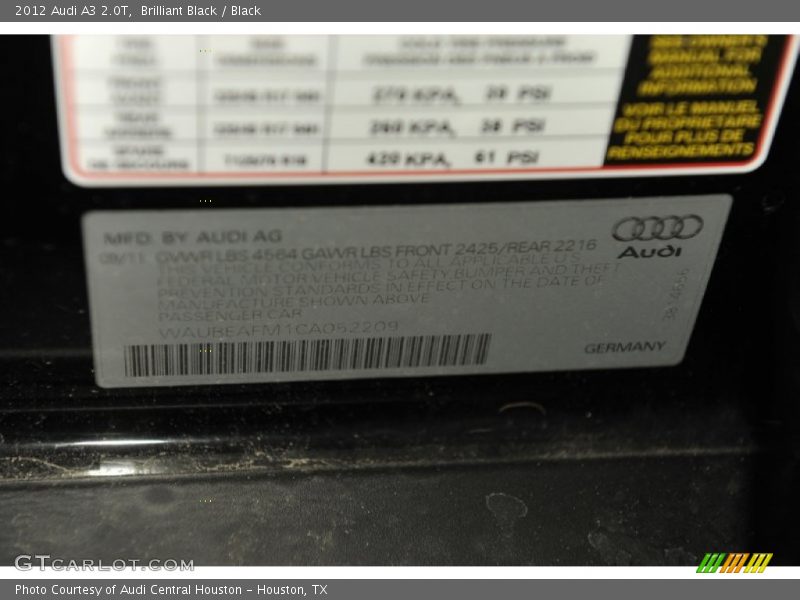 2012 Audi A3 2.0T,  Brilliant Black / Black
SEE OWNER'S
MANUAL FOR
ADDITIONAL
INFORMATION
VOIR LE MANUEL
DU PROPRIETAIRE
POUR PLUS DE
RENSEIGNEMENTS
KPA, PSI
KPA, 38 PSI
420 KPA, 61 PSI
MFD. BY AUDI AG
09/11 GVWR LBS 4564 GAWR LBS FRONT 2425/REAR 2216
THIS VEHICLE CONFORMS TO ALL APPLICABLE U.S.
FEDERAL MOTOR VEHICLE SAFETY BUMPER AND THEFT
PREVENTION STANDARDS IN EFFECT ON THE DATE OF
MANUFACTURE SHOWN ABOVE
PASSENGER CAR
WAUBEAFM1CA052209
Audi
GERMANY
GTCARLOT.COM
Photo Courtesy of Audi Central Houston – Houston, TX